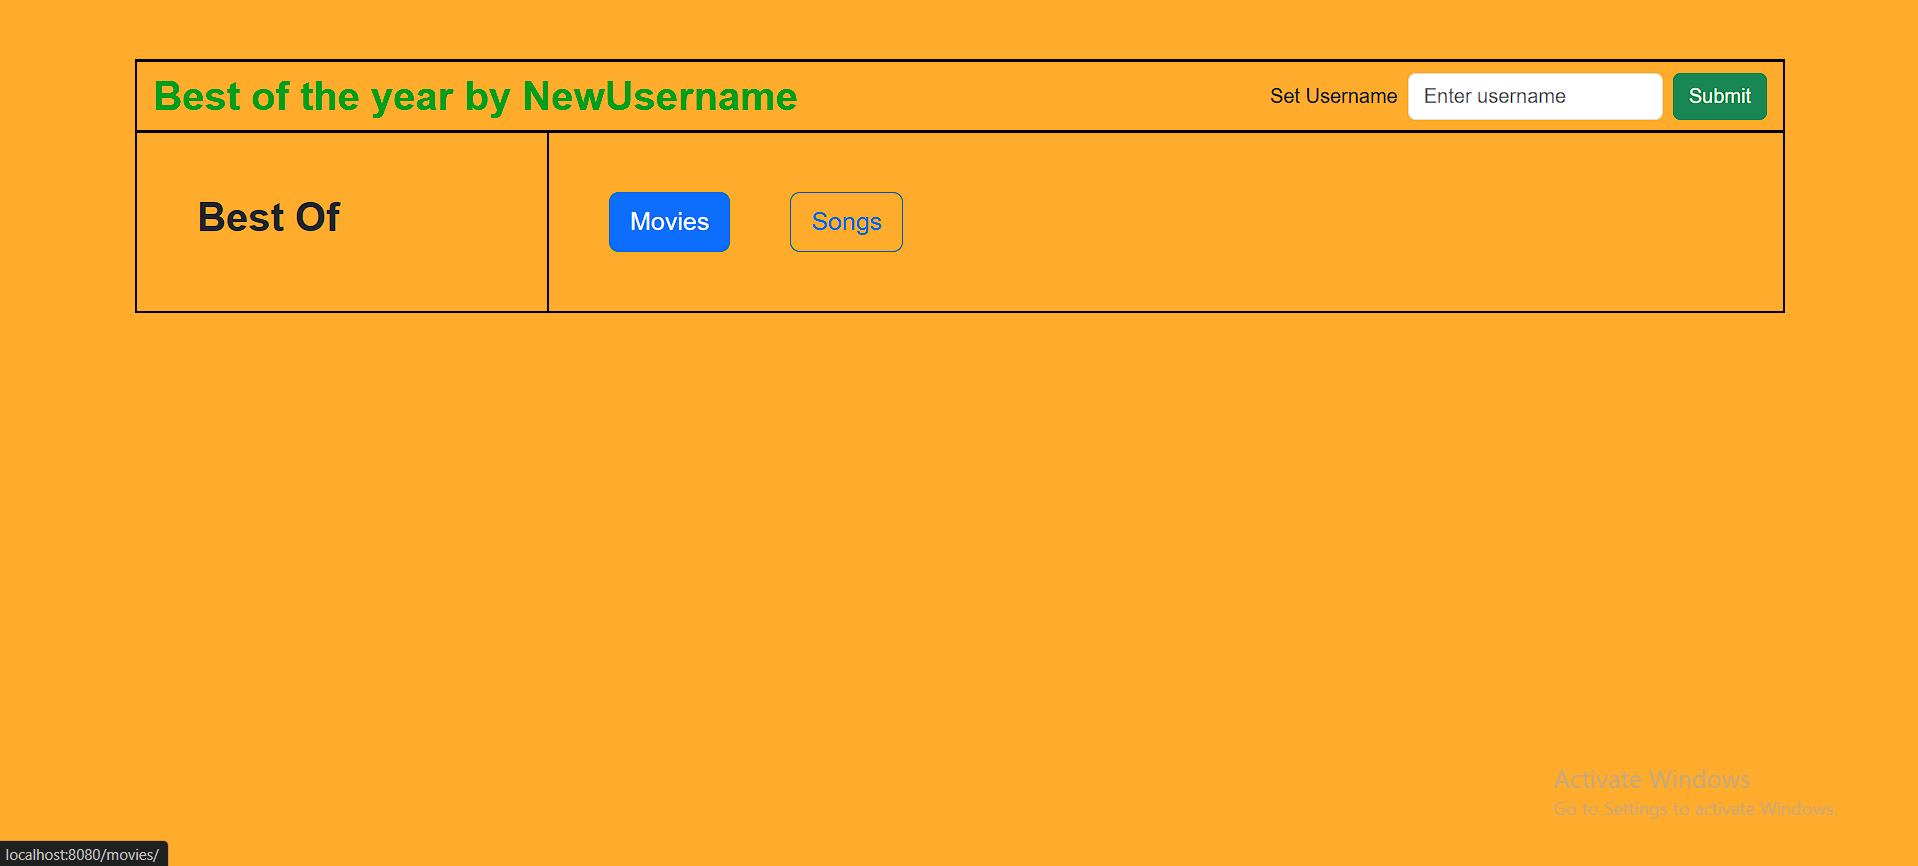 Best of the year by NewUsername
Set Username
Enter username
Submit
Best Of
Movies
Songs
Activate Windows
Go to Settings to activate Windows.
localhost:8080/movies/